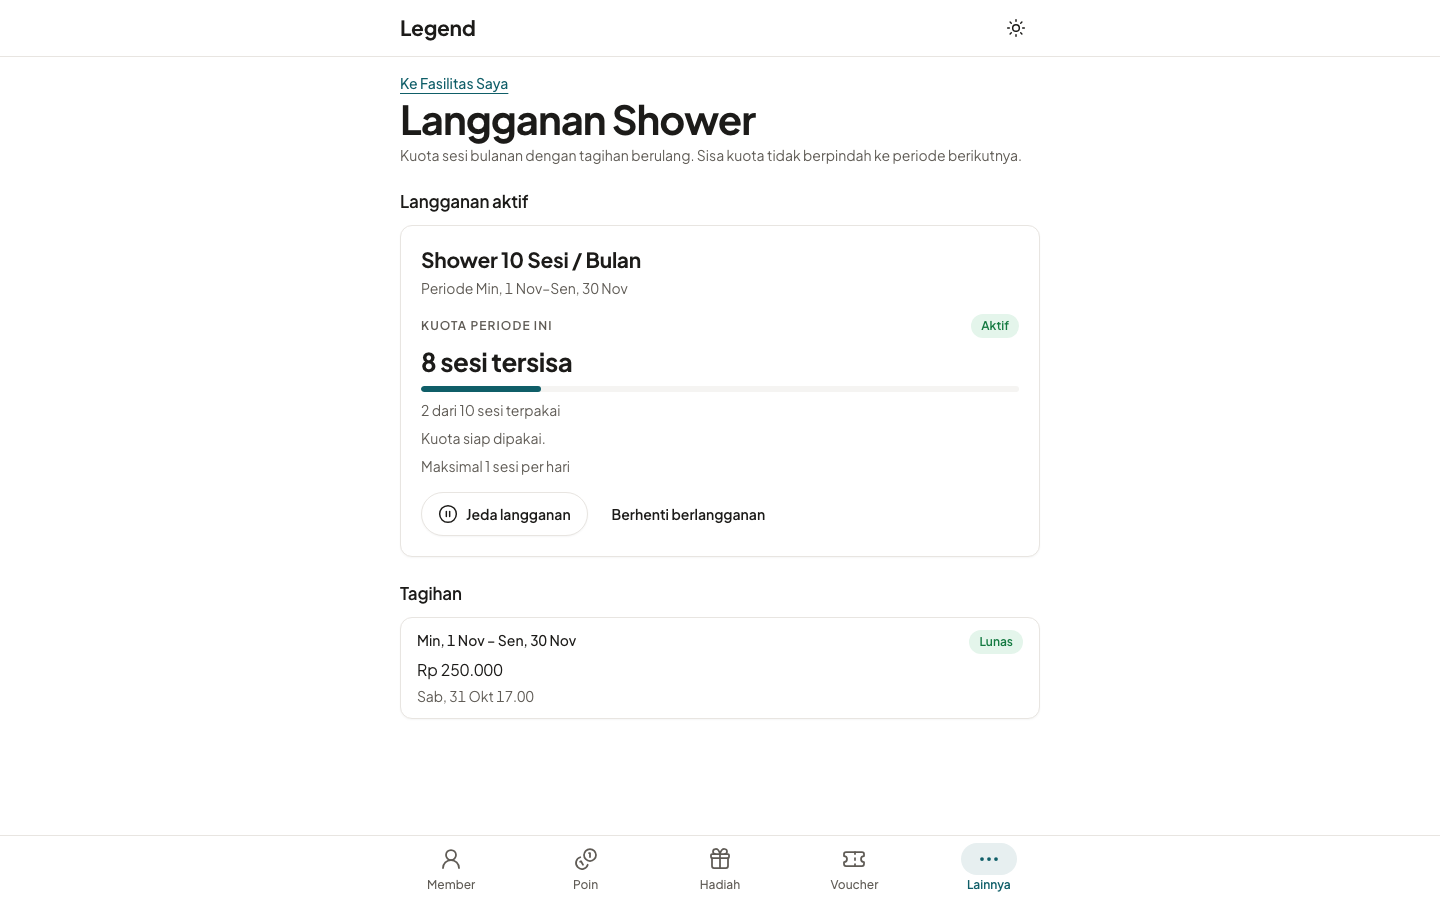 Legend
Ke Fasilitas Saya
Langganan Shower
Kuota sesi bulanan dengan tagihan berulang. Sisa kuota tidak berpindah ke periode berikutnya.
Langganan aktif
Shower 10 Sesi / Bulan
Periode Min, 1 Nov–Sen, 30 Nov
KUOTA PERIODE INI
Aktif
8 sesi tersisa
2 dari 10 sesi terpakai
Kuota siap dipakai.
Maksimal 1 sesi per hari
Jeda langganan
Berhenti berlangganan
Tagihan
Min, 1 Nov – Sen, 30 Nov
Lunas
Rp 250.000
Sab, 31 Okt 17.00
Member
Poin
Hadiah
Voucher
Lainnya